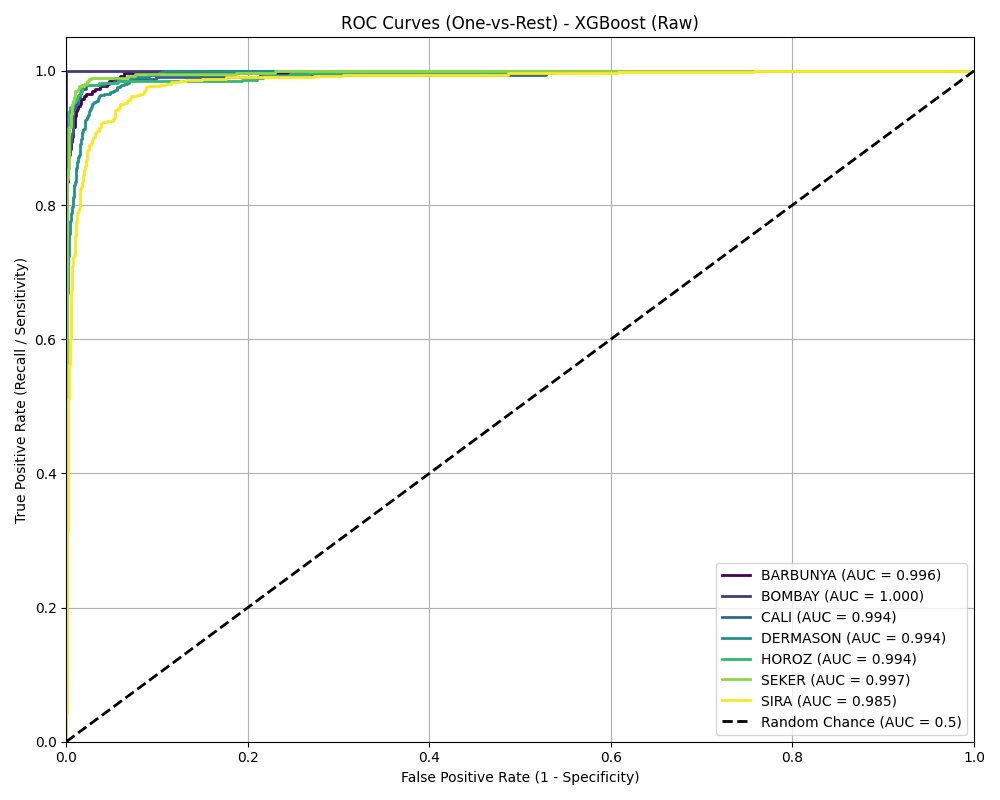 ROC Curves (One-vs-Rest) - XGBoost (Raw)
True Positive Rate (Recall / Sensitivity)
1.0
0.8
0.6
0.4
0.2
0.0
0.0 0.2 0.4 0.6 0.8 1.0
False Positive Rate (1 - Specificity)
BARBUNYA (AUC = 0.996)
BOMBAY (AUC = 1.000)
CALI (AUC = 0.994)
DERMASON (AUC = 0.994)
HOROZ (AUC = 0.994)
SEKER (AUC = 0.997)
SIRA (AUC = 0.985)
Random Chance (AUC = 0.5)